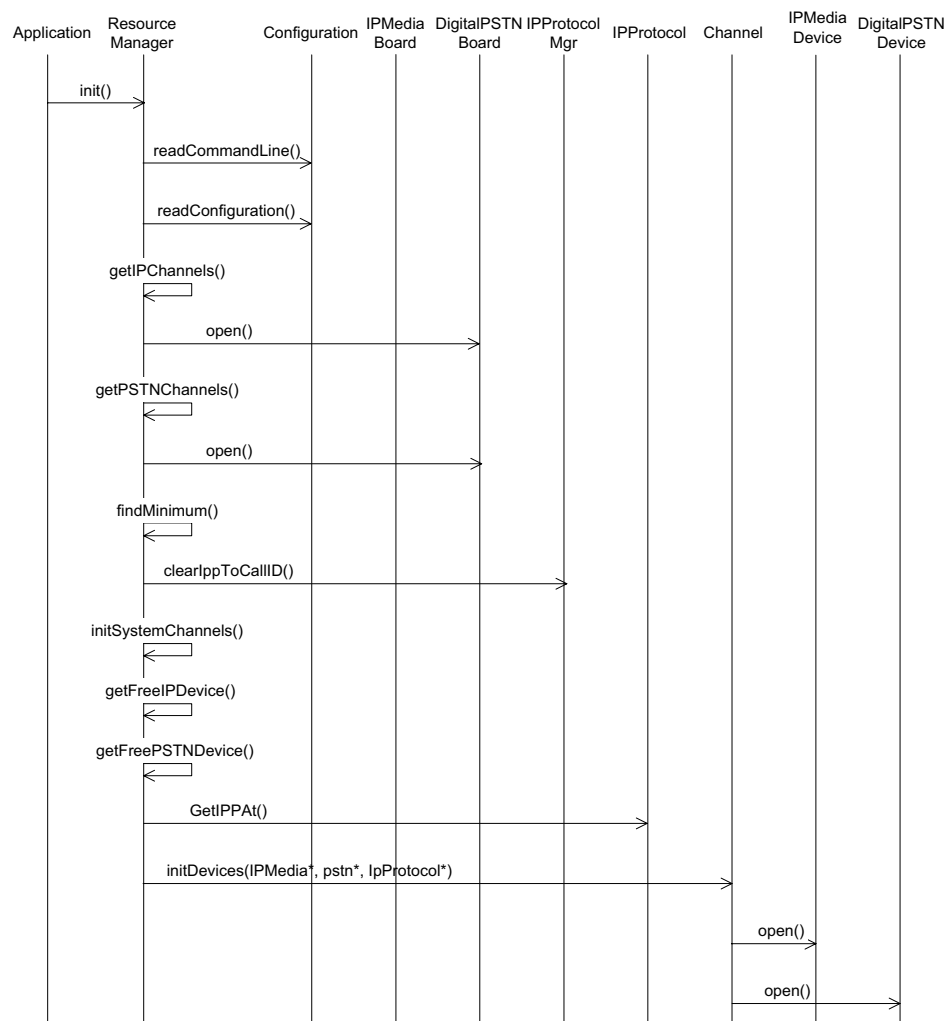 Application
Resource
Manager
Configuration
IPMedia
Board
DigitalPSTN
Board
IPProtocol
Mgr
IPProtocol
Channel
IPMedia
Device
DigitalPSTN
Device
init()
readCommandLine()
readConfiguration()
getIPChannels()
open()
getPSTNChannels()
open()
findMinimum()
clearIppToCallID()
initSystemChannels()
getFreeIPDevice()
getFreePSTNDevice()
GetIPPAt()
initDevices(IPMedia*, pstn*, IpProtocol*)
open()
open()